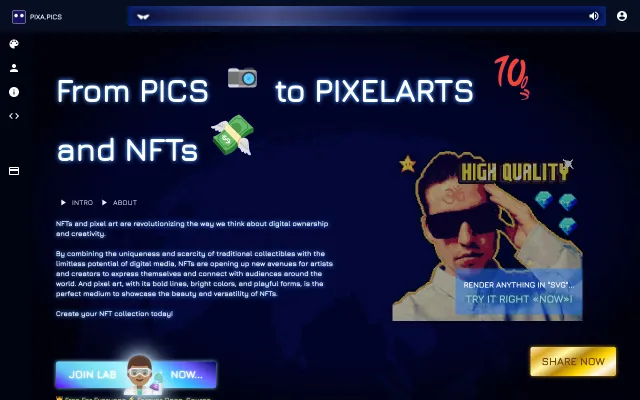 PIXA.PICS
From PICS to PIXELARTS
and NFTs
INTRO ABOUT
NFTs and pixel art are revolutionizing the way we think about digital ownership
and creativity.
By combining the uniqueness and scarcity of traditional collectibles with the
limitless potential of digital media, NFTs are opening up new avenues for artists
and creators to express themselves and connect with audiences around the
world. And pixel art, with its bold lines, bright colors, and playful forms, is the
perfect medium to showcase the beauty and versatility of NFTs.
Create your NFT collection today!
HIGH QUALITY
RENDER ANYTHING IN "SVG"...
TRY IT RIGHT «NOW»!
SHARE NOW
JOIN LAB NOW...